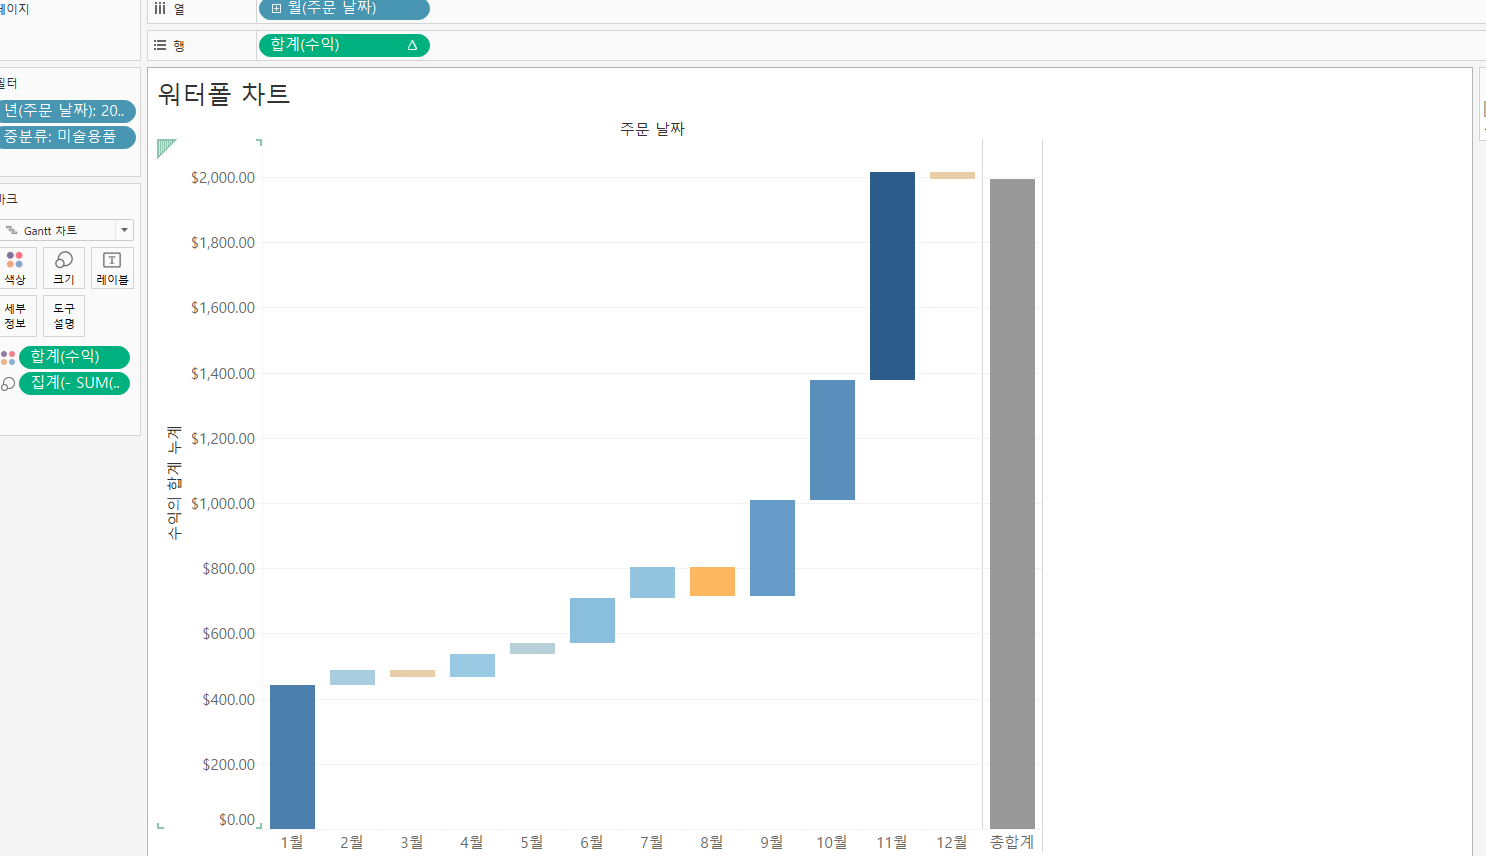 페이지
열
월(주문 날짜)
행
합계(수익)
필터
년(주문 날짜): 20..
중분류: 미술용품
마크
Gantt 차트
색상
크기
레이블
세부 정보
도구 설명
합계(수익)
집계(- SUM(..
워터폴 차트
주문 날짜
수익의 합계 누계
$2,000.00
$1,800.00
$1,600.00
$1,400.00
$1,200.00
$1,000.00
$800.00
$600.00
$400.00
$200.00
$0.00
1월 2월 3월 4월 5월 6월 7월 8월 9월 10월 11월 12월 총합계